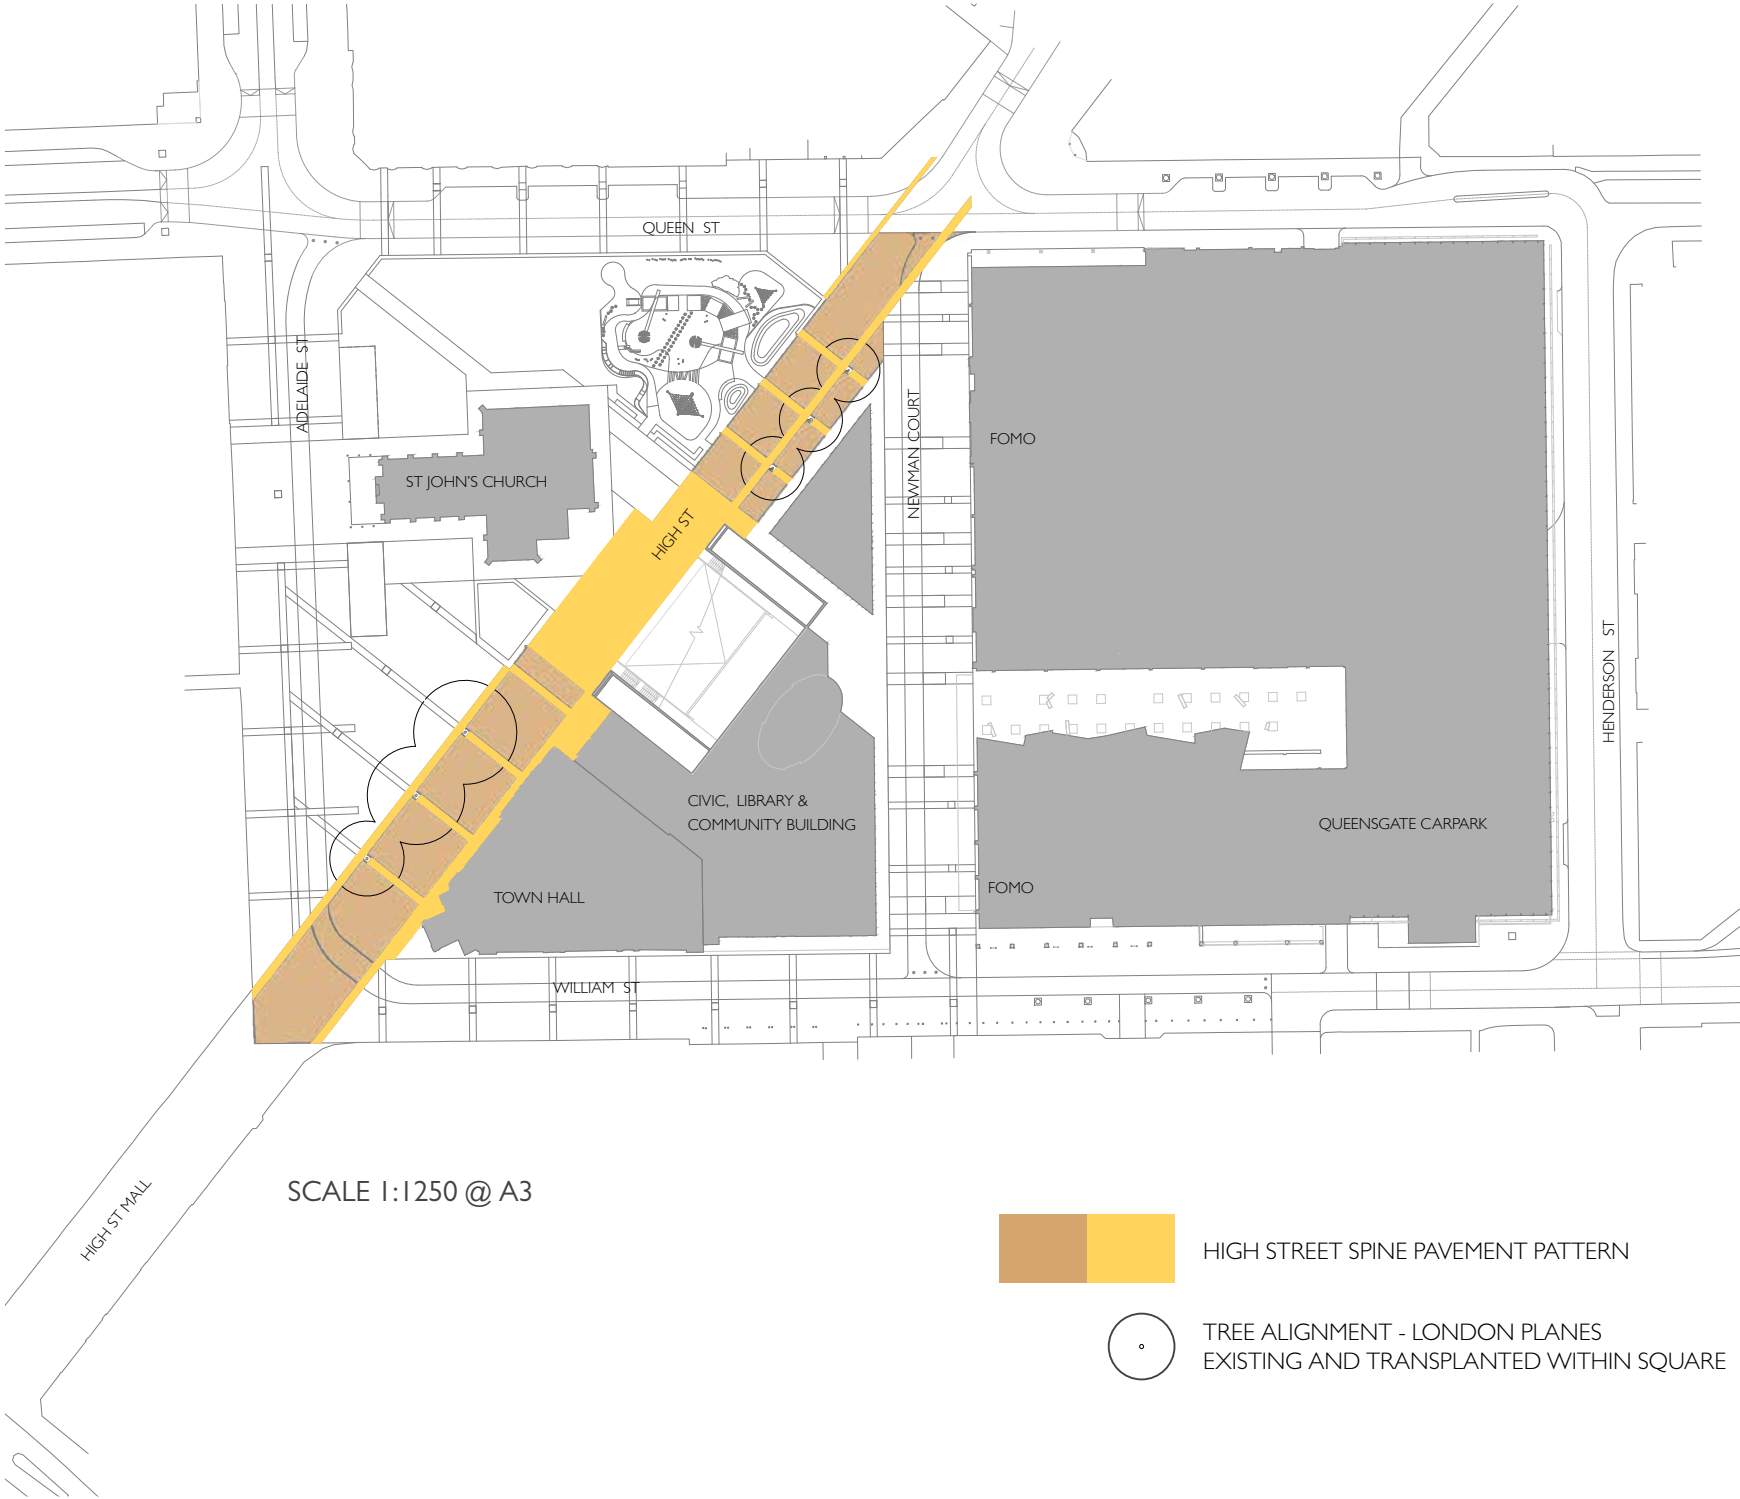 QUEEN ST
ADELAIDE ST
ST JOHN'S CHURCH
HIGH ST
NEWMAN COURT
FOMO
HENDERSON ST
CIVIC, LIBRARY &
COMMUNITY BUILDING
QUEENSGATE CARPARK
TOWN HALL
FOMO
WILLIAM ST
HIGH ST MALL
SCALE 1:1250 @ A3
HIGH STREET SPINE PAVEMENT PATTERN
TREE ALIGNMENT - LONDON PLANES
EXISTING AND TRANSPLANTED WITHIN SQUARE